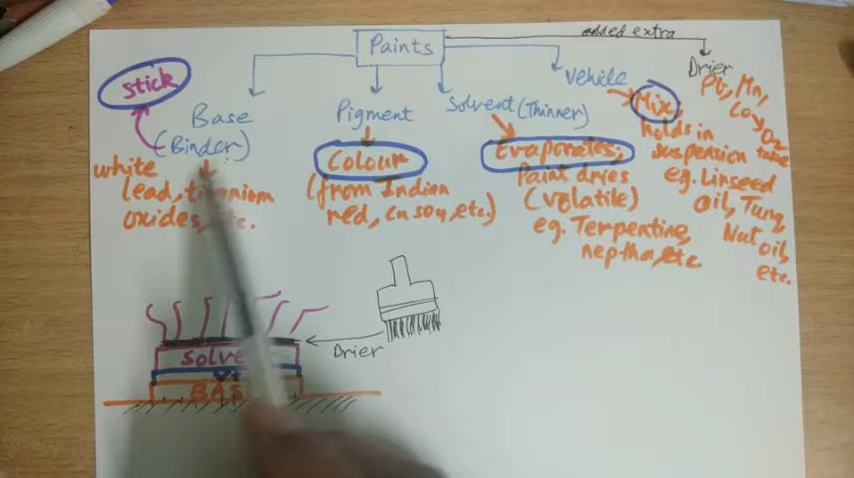 Paints
added extra
stick
Base
(Binder)
white
lead, titanium
oxides, etc.
Pigment
Colour
(from Indian
red, cusou, etc.)
Solvent (Thinner)
Evaporates;
Paint dries
(volatile)
eg. Terpentine,
neptha, etc.
Vehicle
Mix,
holds in
suspension
eg. Linseed
oil, Tung,
Nut oil,
etc.
Drier
Pb, Mn,
Co → O2
take
Drier